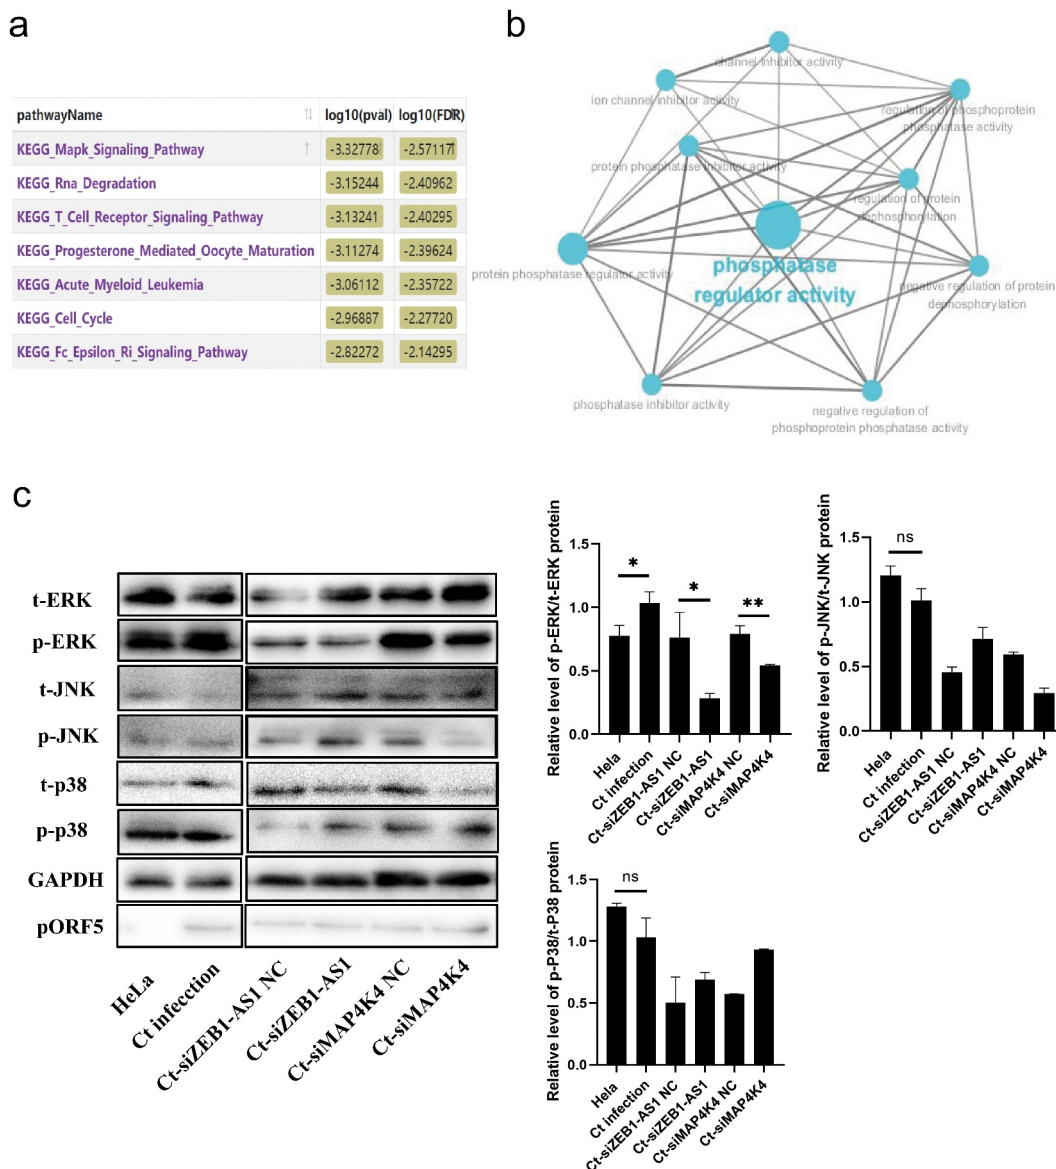 a
pathwayName log10(pval) log10(FDR)
KEGG_Mapk_Signaling_Pathway -3.32778 -2.57117
KEGG_Rna_Degradation -3.15244 -2.40962
KEGG_T_Cell_Receptor_Signaling_Pathway -3.13241 -2.40295
KEGG_Progesterone_Mediated_Oocyte_Maturation -3.11274 -2.39624
KEGG_Acute_Myeloid_Leukemia -3.06112 -2.35722
KEGG_Cell_Cycle -2.96887 -2.27720
KEGG_Fc_Epsilon_Ri_Signaling_Pathway -2.82272 -2.14295
b
channel inhibitor activity
ion channel inhibitor activity
regulation of phosphoprotein
phosphatase activity
protein phosphatase inhibitor activity
regulation of protein
dephosphorylation
protein phosphatase regulator activity
phosphatase
regulator activity
negative regulation of protein
dephosphorylation
phosphatase inhibitor activity
negative regulation of
phosphoprotein phosphatase activity
c
t-ERK
p-ERK
t-JNK
p-JNK
t-p38
p-p38
GAPDH
pORF5
HeLa
Ct infecction
Ct-siZEB1-AS1 NC
Ct-siZEB1-AS1
Ct-siMAP4K4 NC
Ct-siMAP4K4
Relative level of p-ERK/t-ERK protein
1.5
1.0
0.5
0.0
*
*
**
Hela
Ct infection
Ct-siZEB1-AS1 NC
Ct-siZEB1-AS1
Ct-siMAP4K4 NC
Ct-siMAP4K4
Relative level of p-JNK/t-JNK protein
1.5
1.0
0.5
0.0
ns
Hela
Ct infection
Ct-siZEB1-AS1 NC
Ct-siZEB1-AS1
Ct-siMAP4K4 NC
Ct-siMAP4K4
Relative level of p-P38/t-P38 protein
1.5
1.0
0.5
0.0
ns
Hela
Ct infection
Ct-siZEB1-AS1 NC
Ct-siZEB1-AS1
Ct-siMAP4K4 NC
Ct-siMAP4K4